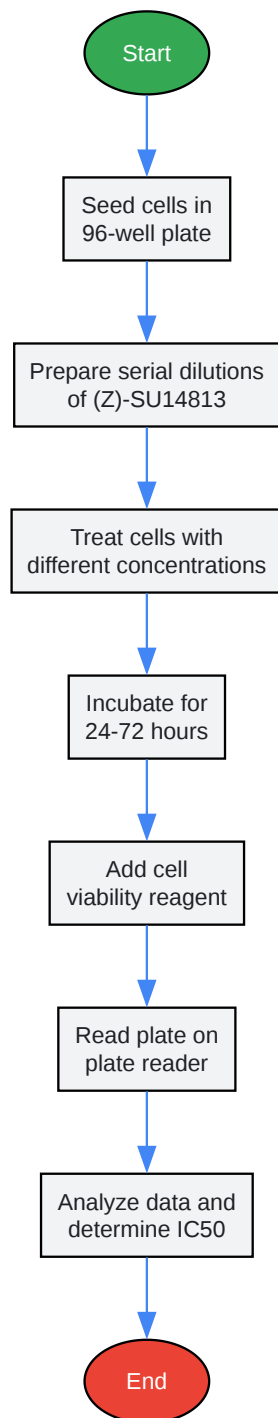 Start
Seed cells in
96-well plate
Prepare serial dilutions
of (Z)-SU14813
Treat cells with
different concentrations
Incubate for
24-72 hours
Add cell
viability reagent
Read plate on
plate reader
Analyze data and
determine IC50
End